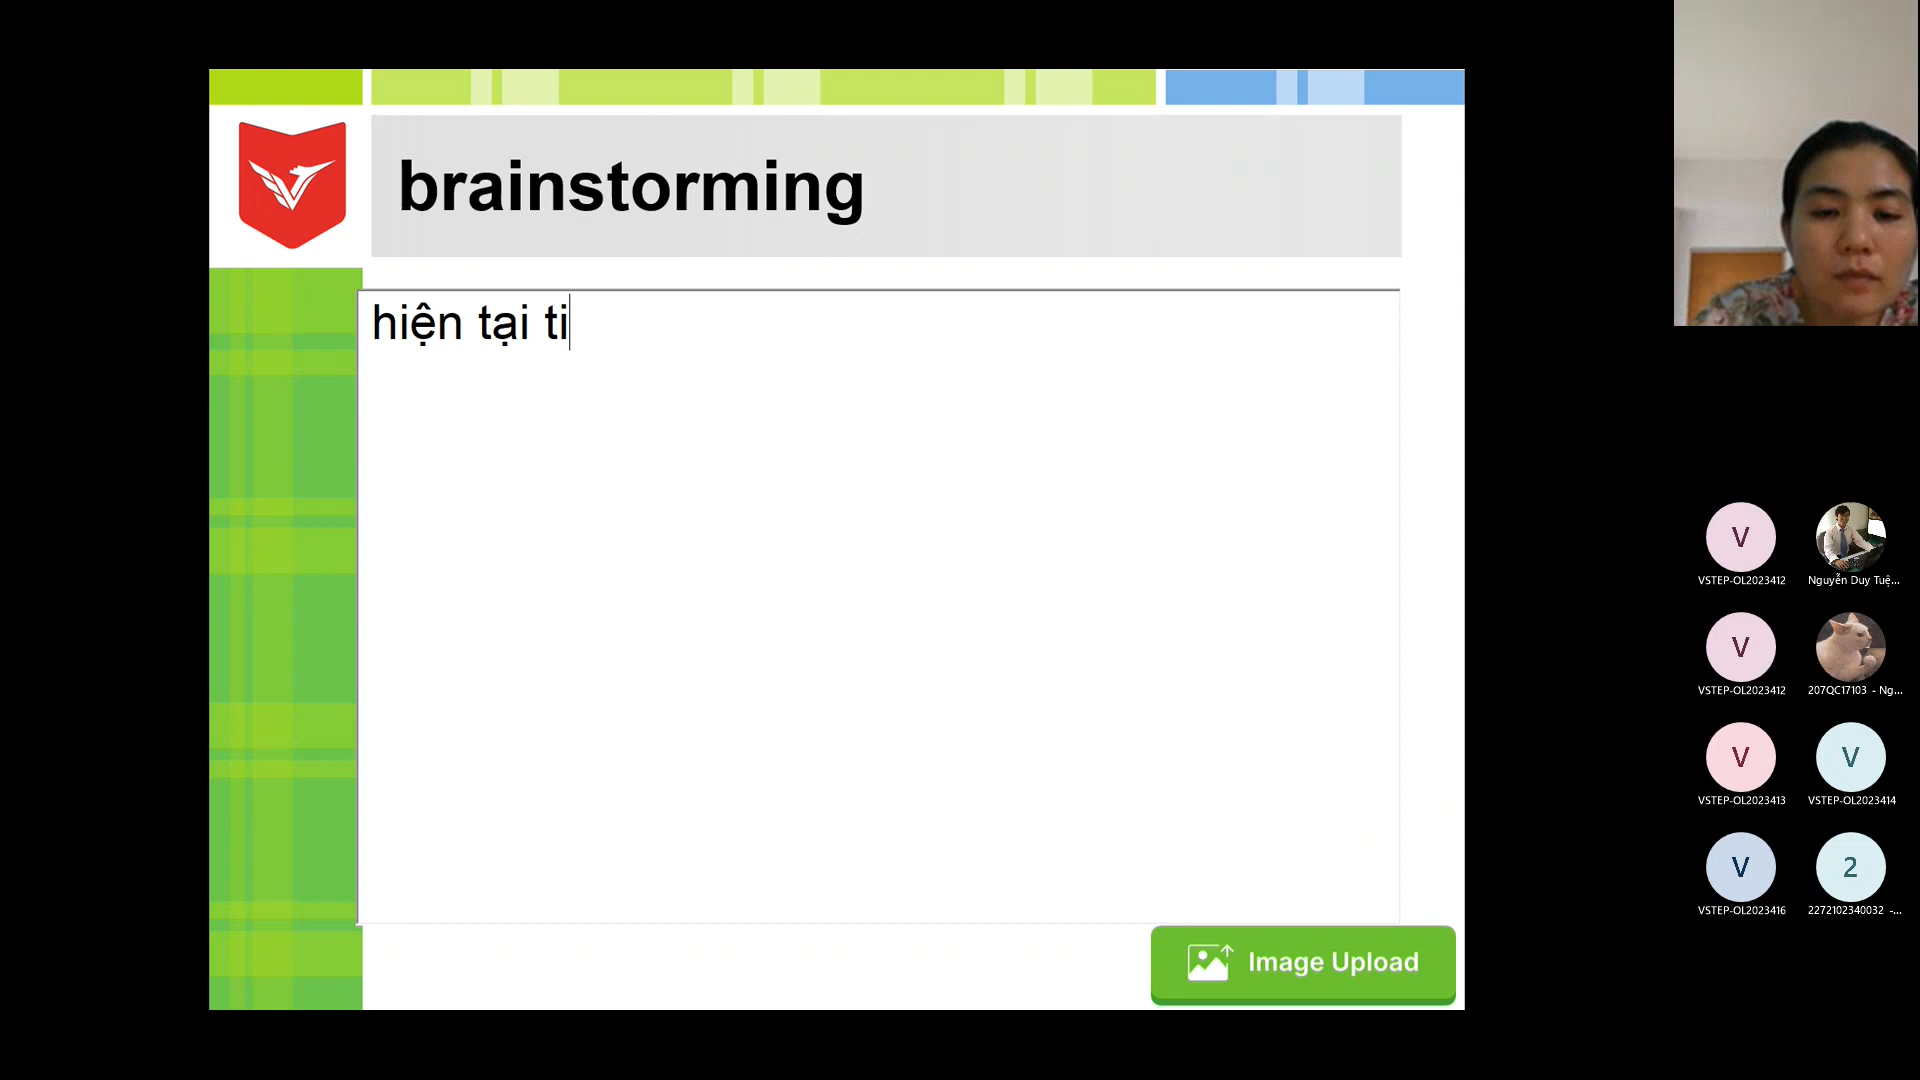 brainstorming
hiện tại ti
Image Upload
V
VSTEP-OL2023412
Nguyễn Duy Tuệ...
V
VSTEP-OL2023412
207QC17103 - Ng...
V
VSTEP-OL2023413
V
VSTEP-OL2023414
V
VSTEP-OL2023416
2
2272102340032 -...